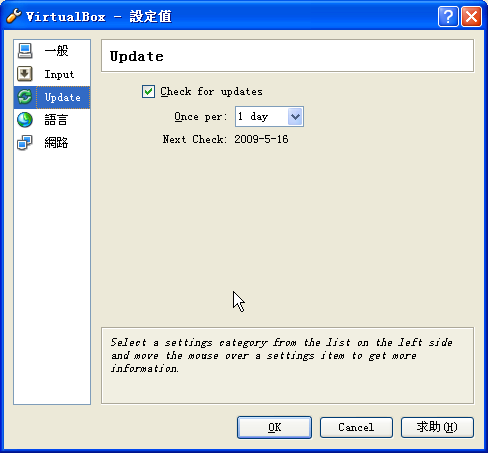 VirtualBox - 設定值
一般
Input
Update
語言
網路
Update
Check for updates
Once per: 1 day
Next Check: 2009-5-16
Select a settings category from the list on the left side
and move the mouse over a settings item to get more
information.
OK Cancel 求助(H)